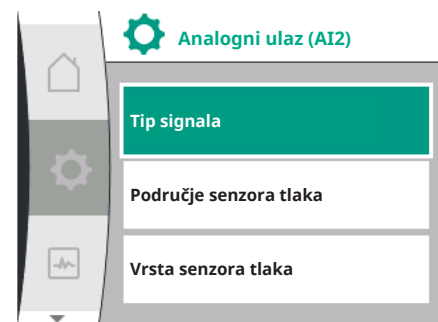 Analogni ulaz (AI2)
Tip signala
Područje senzora tlaka
Vrsta senzora tlaka